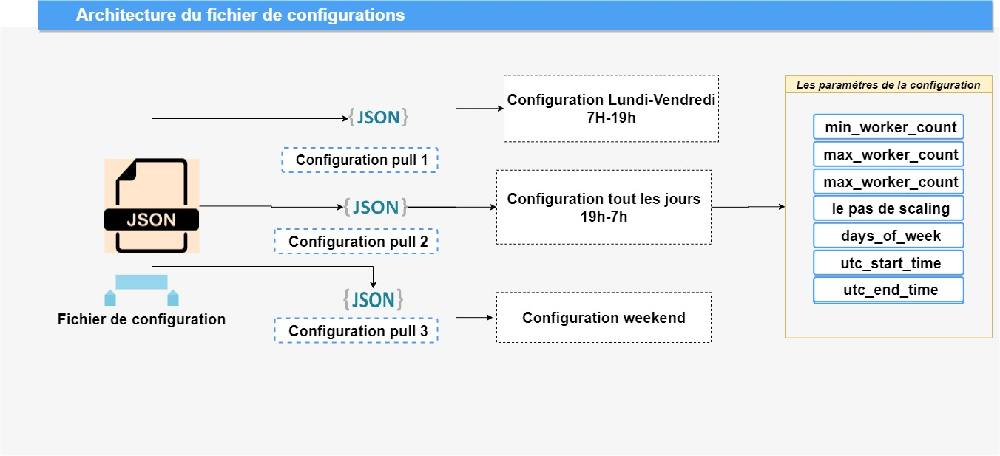 Architecture du fichier de configurations
{JSON}
Configuration pull 1
JSON
Fichier de configuration
{JSON}
Configuration pull 2
{JSON}
Configuration pull 3
Configuration Lundi-Vendredi
7H-19h
Configuration tout les jours
19h-7h
Configuration weekend
Les paramètres de la configuration
min_worker_count
max_worker_count
max_worker_count
le pas de scaling
days_of_week
utc_start_time
utc_end_time